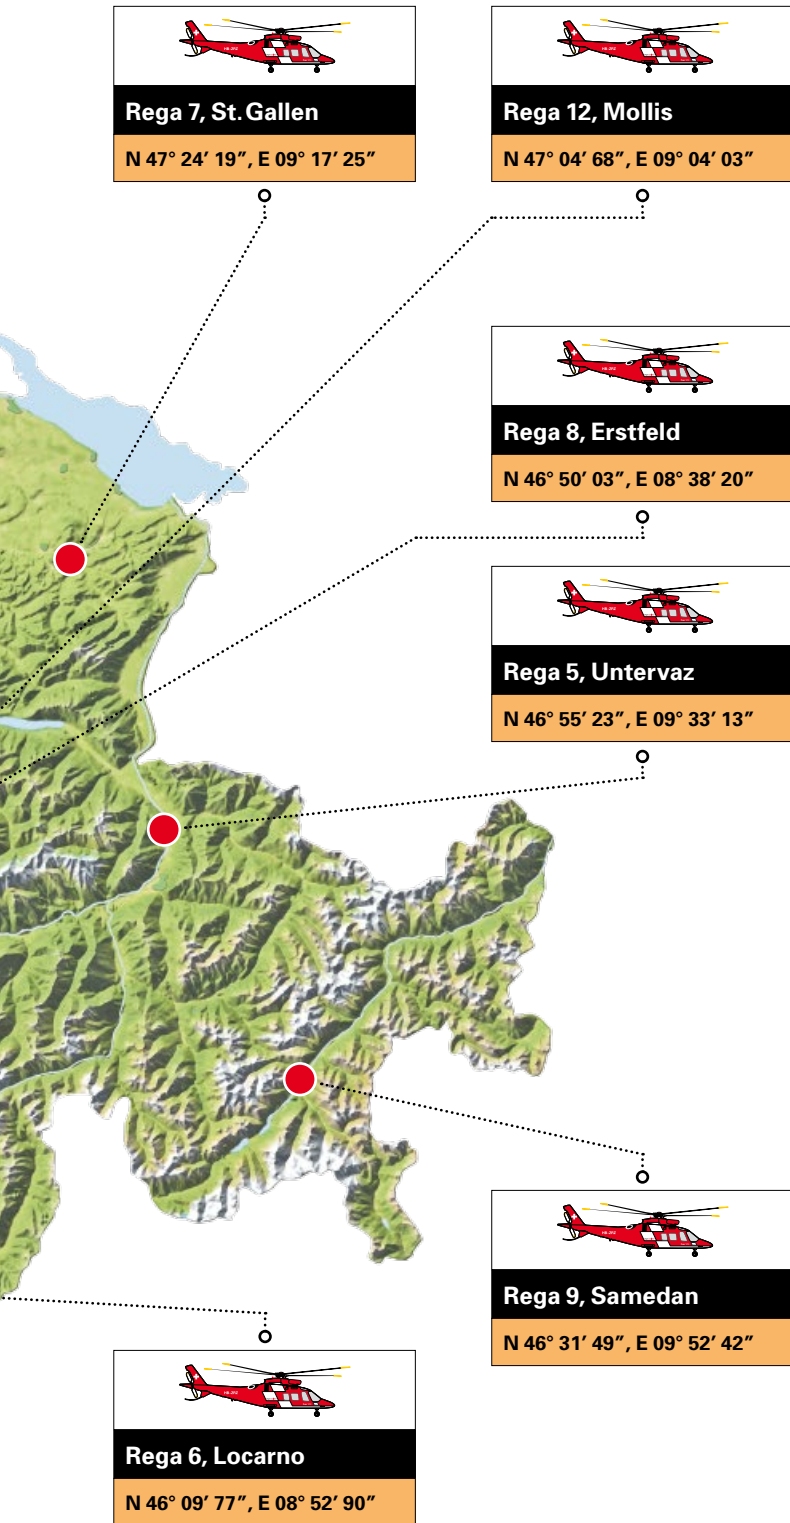 Rega 7, St. Gallen
N 47° 24′ 19″, E 09° 17′ 25″
Rega 12, Mollis
N 47° 04′ 68″, E 09° 04′ 03″
Rega 8, Erstfeld
N 46° 50′ 03″, E 08° 38′ 20″
Rega 5, Untervaz
N 46° 55′ 23″, E 09° 33′ 13″
Rega 9, Samedan
N 46° 31′ 49″, E 09° 52′ 42″
Rega 6, Locarno
N 46° 09′ 77″, E 08° 52′ 90″